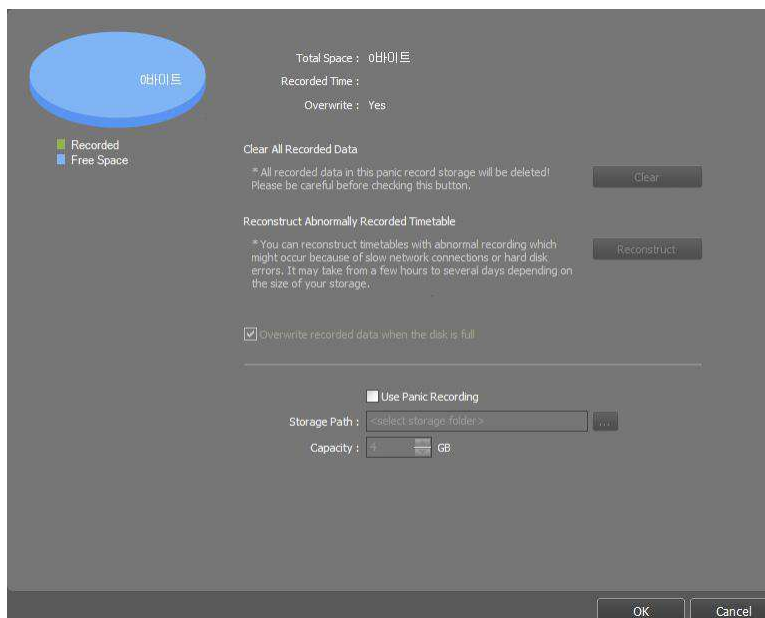 0바이트
Recorded
Free Space
Total Space : 0바이트
Recorded Time :
Overwrite : Yes
Clear All Recorded Data
* All recorded data in this panic record storage will be deleted!
Please be careful before checking this button.
Clear
Reconstruct Abnormally Recorded Timetable
* You can reconstruct timetables with abnormal recording which
might occur because of slow network connections or hard disk
errors. It may take from a few hours to several days depending on
the size of your storage.
Reconstruct
Overwrite recorded data when the disk is full
Use Panic Recording
Storage Path : <select storage folder> ...
Capacity : 4 GB
OK Cancel